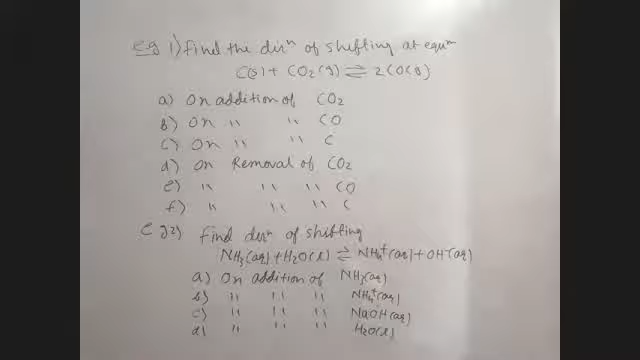 eg 1) find the dirⁿ of shifting at equᵐ
C(s) + CO₂(g) ⇌ 2CO(g)
a) On addition of CO₂
b) On " " CO
c) On " " C
d) On Removal of CO₂
e) " " " CO
f) " " " C
eg 2) find dirⁿ of shifting
NH₃(aq) + H₂O(l) ⇌ NH₄⁺(aq) + OH⁻(aq)
a) On addition of NH₃(aq)
b) " " " NH₄⁺(aq)
c) " " " NaOH(aq)
d) " " " H₂O(l)